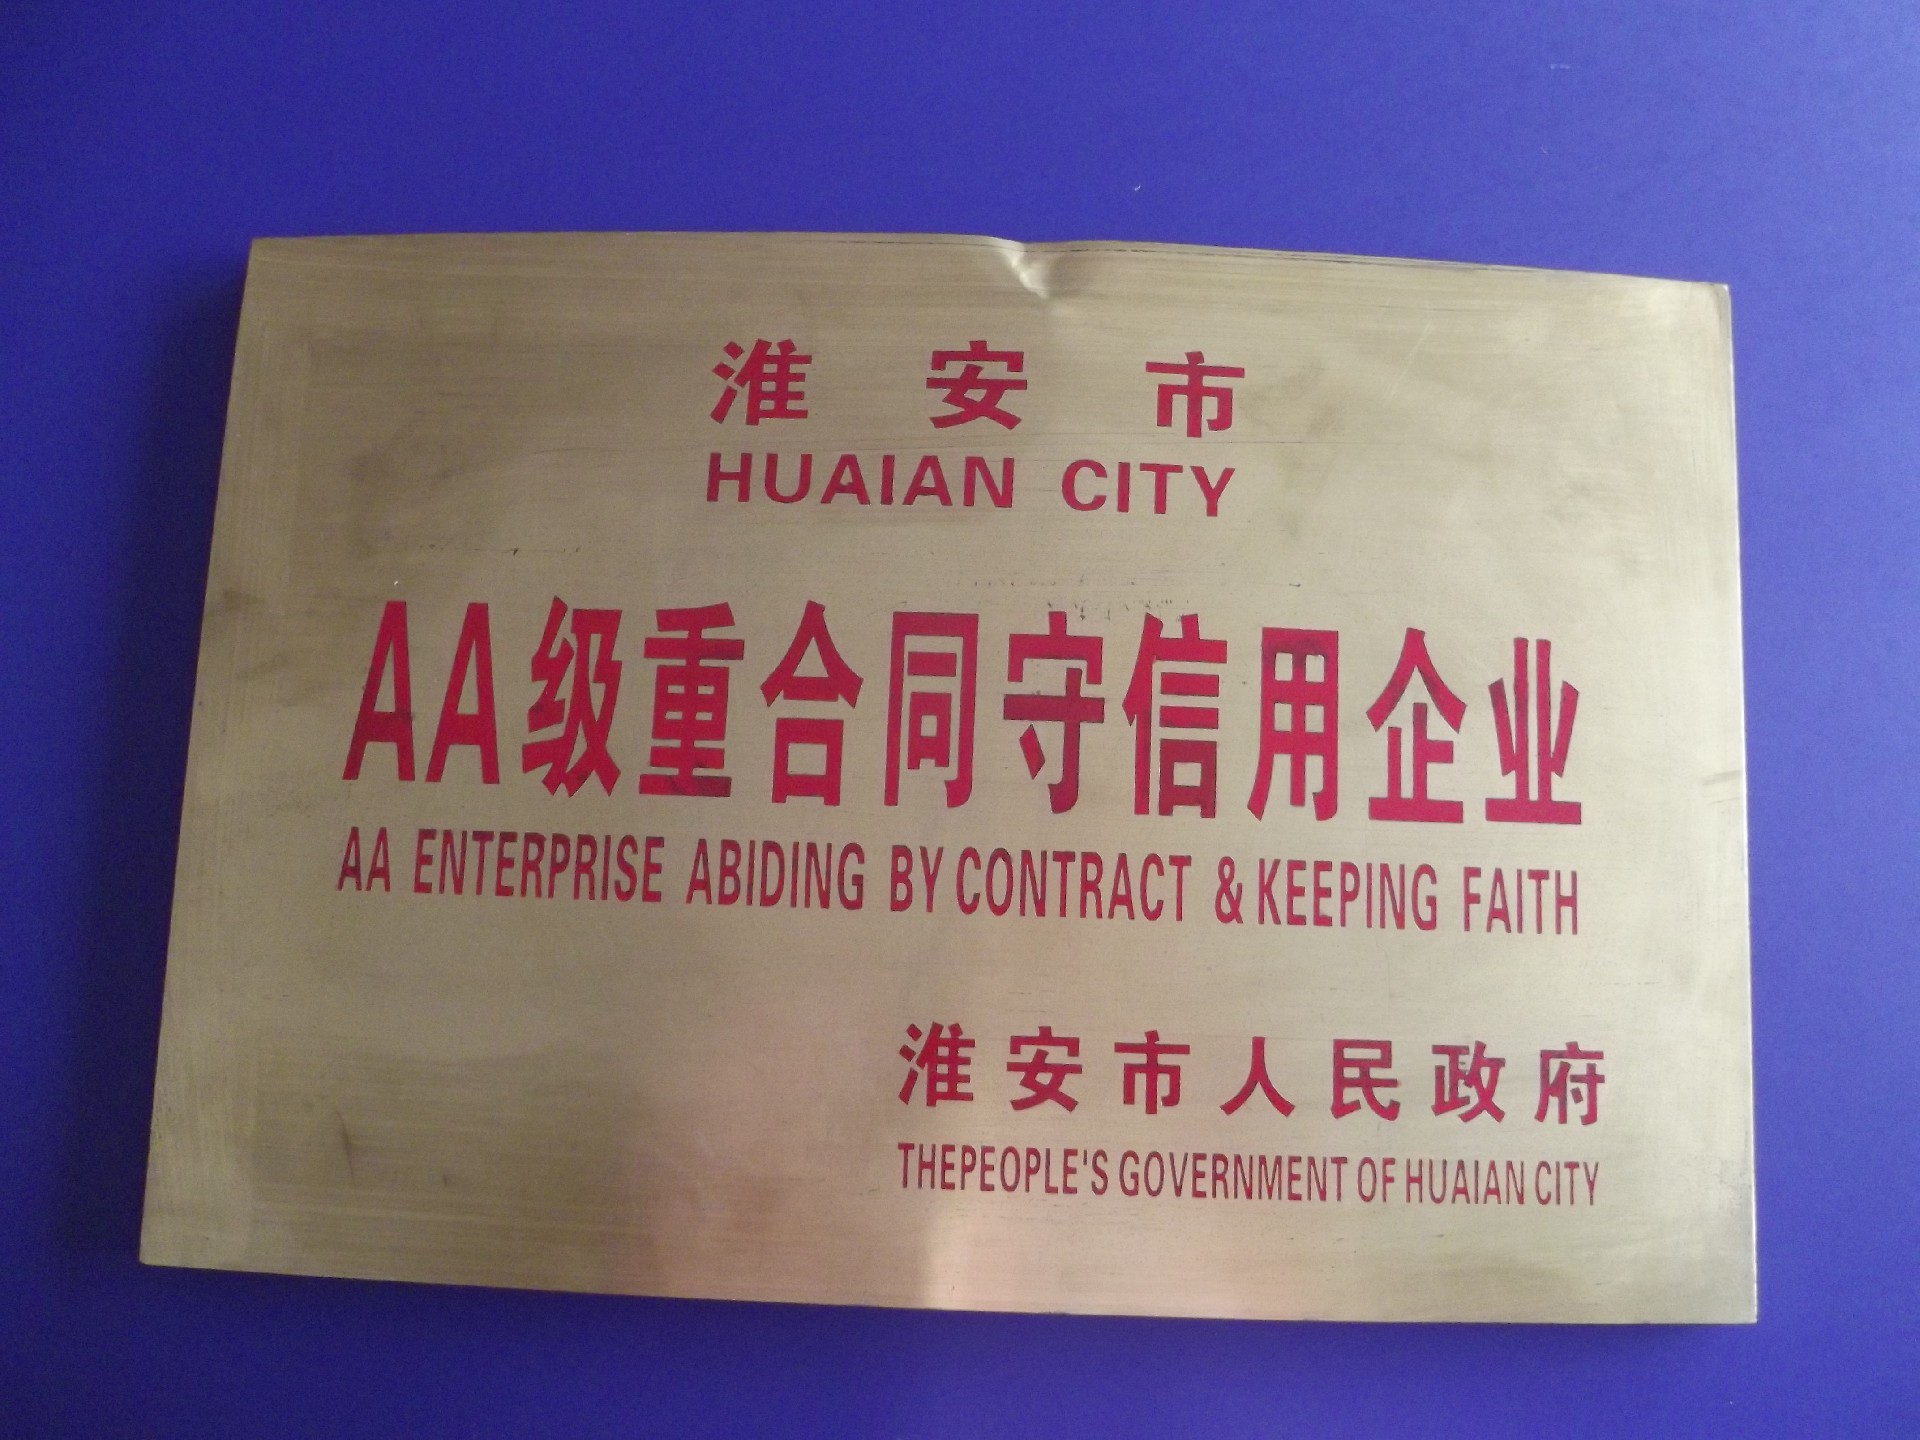 淮安市
HUAIAN CITY
AA级重合同守信用企业
AA ENTERPRISE ABIDING BY CONTRACT & KEEPING FAITH
淮安市人民政府
THEPEOPLE'S GOVERNMENT OF HUAIAN CITY